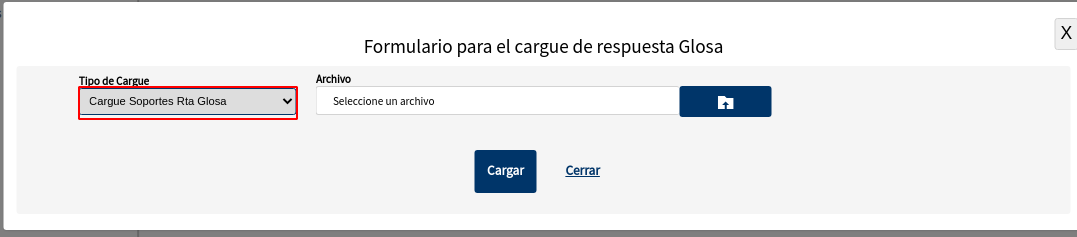 X
Formulario para el cargue de respuesta Glosa
Tipo de Cargue
Archivo
Cargue Soportes Rta Glosa
Seleccione un archivo
Cargar
Cerrar